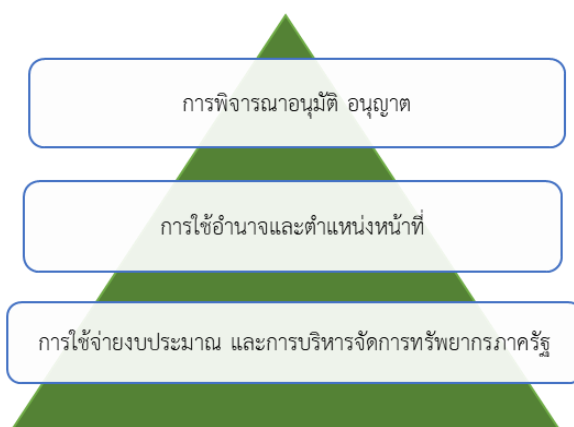 การพิจารณาอนุมัติ อนุญาต
การใช้อำนาจและตำแหน่งหน้าที่
การใช้จ่ายงบประมาณ และการบริหารจัดการทรัพยากรภาครัฐ